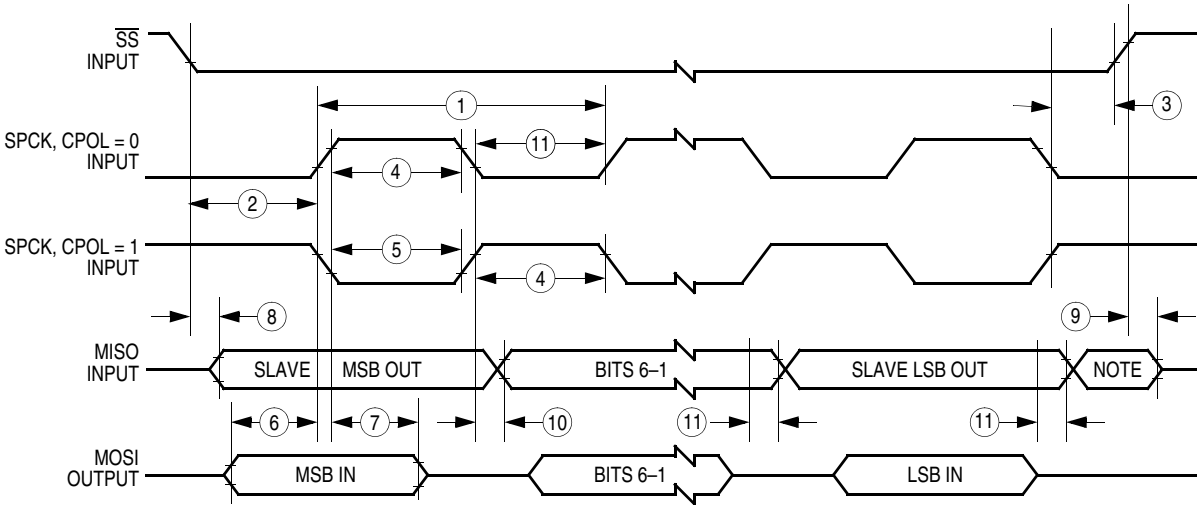 SS
INPUT
1
3
SPCK, CPOL = 0
INPUT
11
4
2
SPCK, CPOL = 1
INPUT
5
4
8
9
MISO
INPUT
SLAVE MSB OUT
BITS 6–1
SLAVE LSB OUT
NOTE
6
7
10
11
11
MOSI
OUTPUT
MSB IN
BITS 6–1
LSB IN